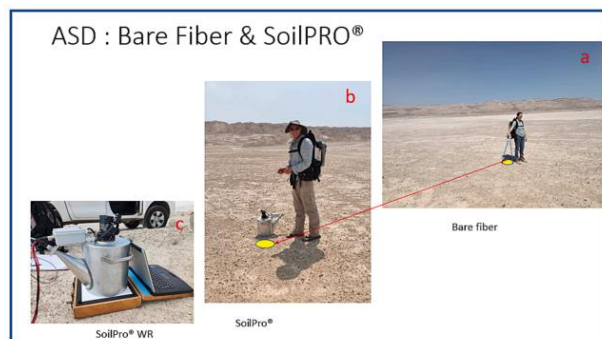 ASD : Bare Fiber & SoilPRO®
a
b
Bare fiber
c
SoilPro®
SoilPro® WR